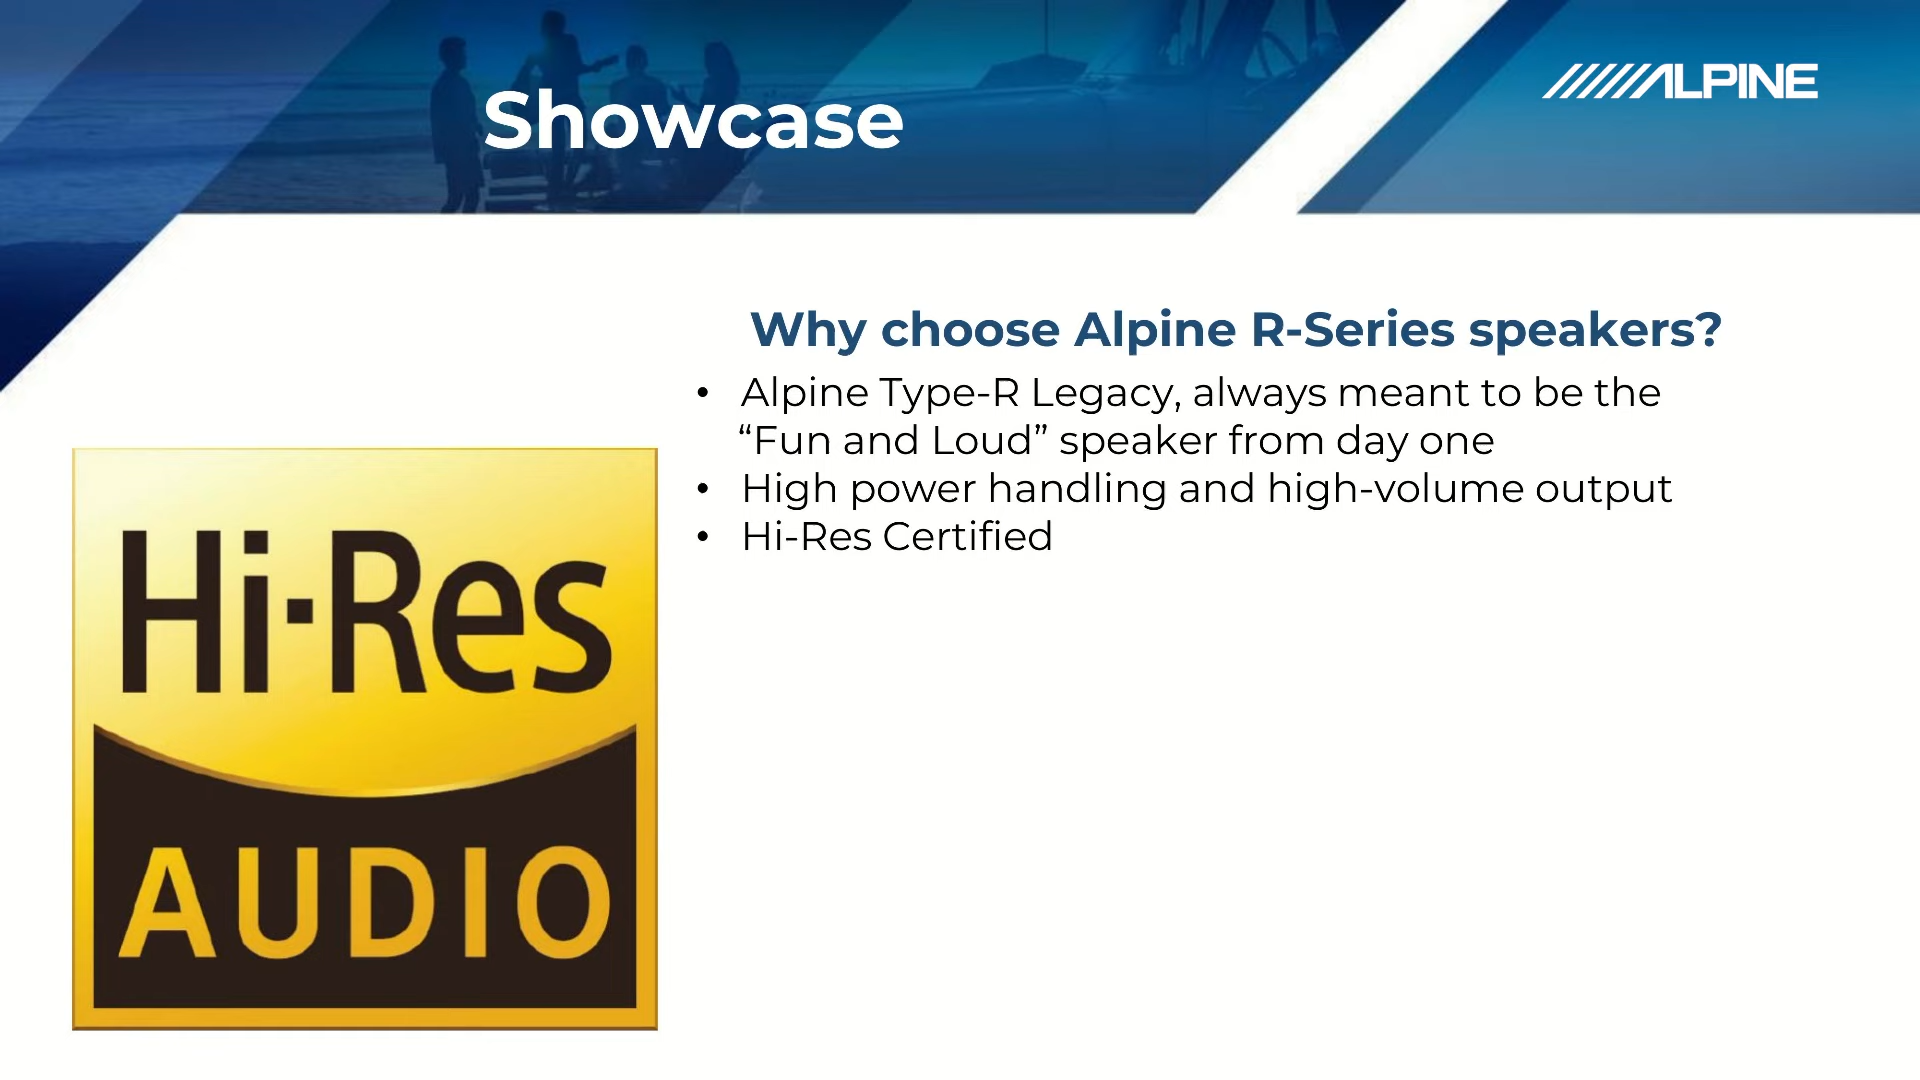 Showcase
ALPINE
Why choose Alpine R-Series speakers?
• Alpine Type-R Legacy, always meant to be the
“Fun and Loud” speaker from day one
• High power handling and high-volume output
• Hi-Res Certified
Hi-Res
AUDIO